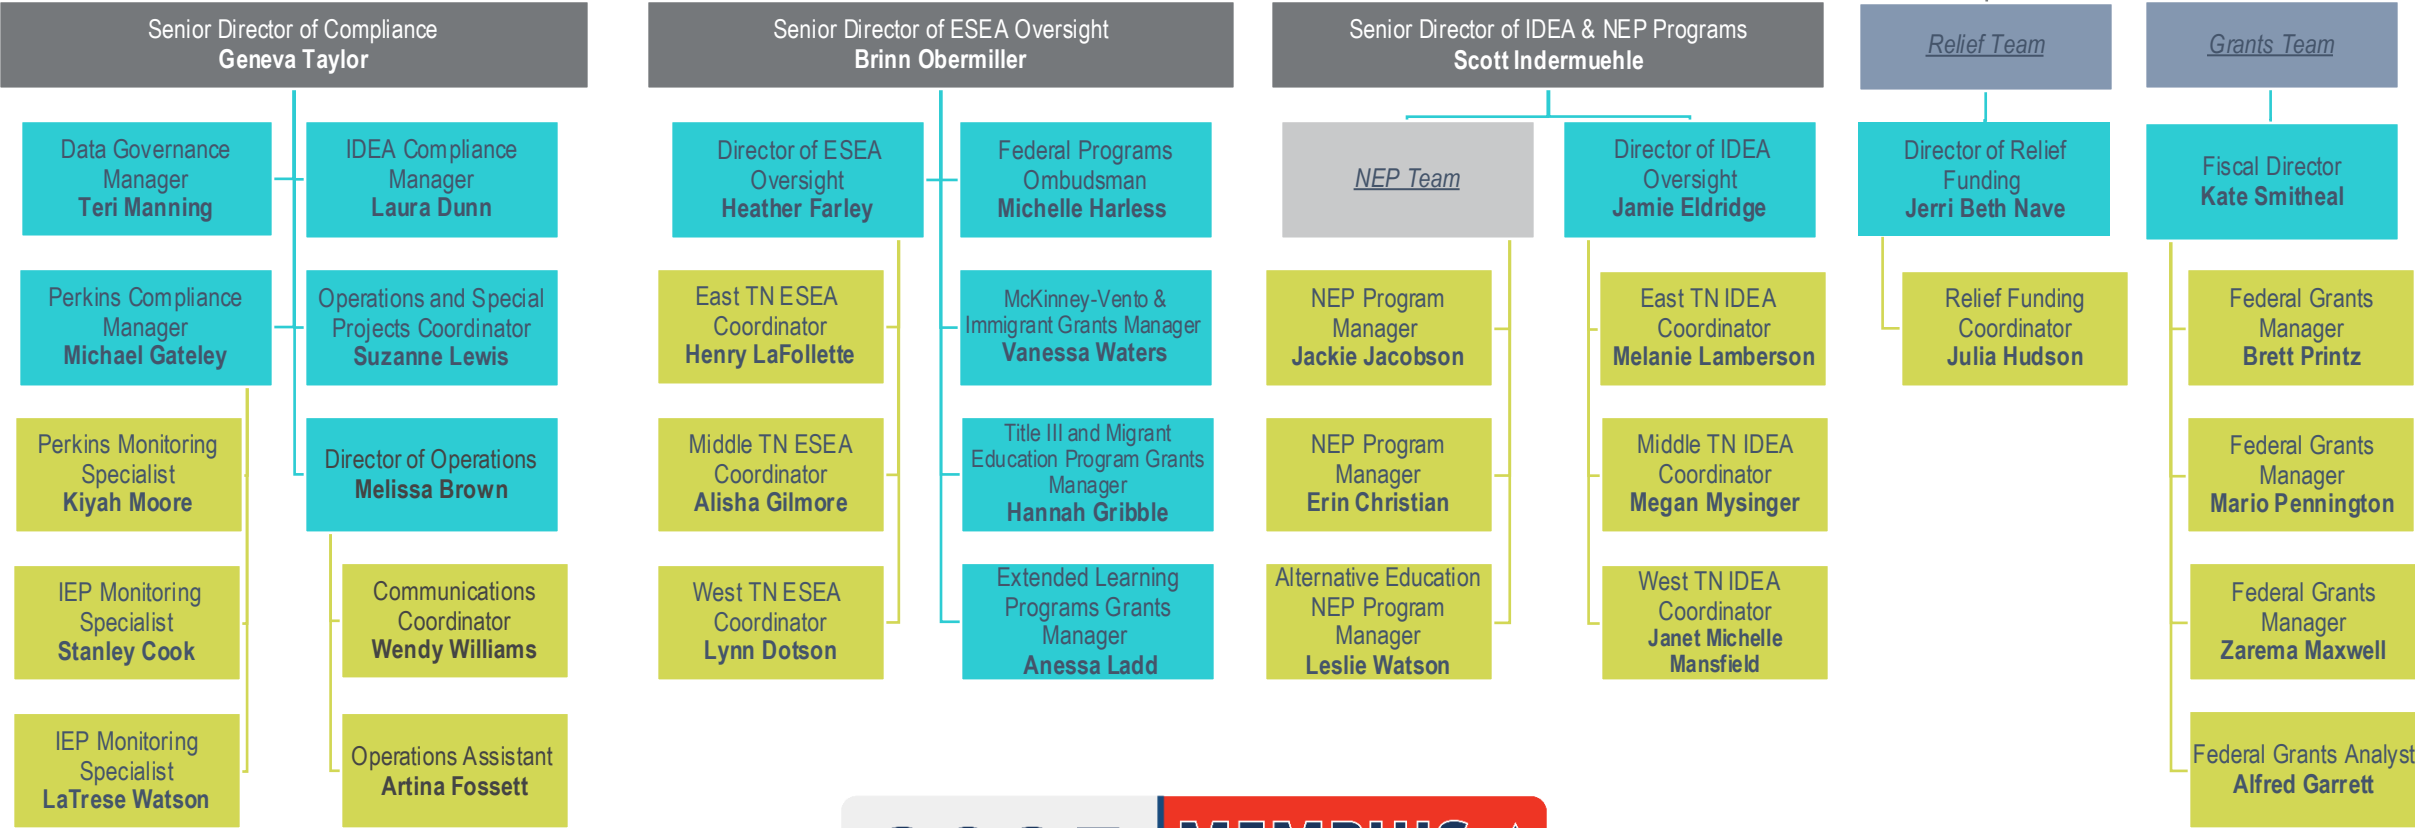 Senior Director of Compliance
Geneva Taylor
Data Governance
Manager
Teri Manning
IDEA Compliance
Manager
Laura Dunn
Perkins Compliance
Manager
Michael Gateley
Operations and Special
Projects Coordinator
Suzanne Lewis
Perkins Monitoring
Specialist
Kiyah Moore
Director of Operations
Melissa Brown
IEP Monitoring
Specialist
Stanley Cook
Communications
Coordinator
Wendy Williams
IEP Monitoring
Specialist
LaTrese Watson
Operations Assistant
Artina Fossett
Senior Director of ESEA Oversight
Brinn Obermiller
Director of ESEA
Oversight
Heather Farley
Federal Programs
Ombudsman
Michelle Harless
East TN ESEA
Coordinator
Henry LaFollette
McKinney-Vento &
Immigrant Grants Manager
Vanessa Waters
Middle TN ESEA
Coordinator
Alisha Gilmore
Title III and Migrant
Education Program Grants
Manager
Hannah Gribble
West TN ESEA
Coordinator
Lynn Dotson
Extended Learning
Programs Grants
Manager
Anessa Ladd
Senior Director of IDEA & NEP Programs
Scott Indermuehle
NEP Team
Director of IDEA
Oversight
Jamie Eldridge
NEP Program
Manager
Jackie Jacobson
East TN IDEA
Coordinator
Melanie Lamberson
NEP Program
Manager
Erin Christian
Middle TN IDEA
Coordinator
Megan Mysinger
Alternative Education
NEP Program
Manager
Leslie Watson
West TN IDEA
Coordinator
Janet Michelle
Mansfield
Relief Team
Director of Relief
Funding
Jerri Beth Nave
Relief Funding
Coordinator
Julia Hudson
Grants Team
Fiscal Director
Kate Smitheal
Federal Grants
Manager
Brett Printz
Federal Grants
Manager
Mario Pennington
Federal Grants
Manager
Zarema Maxwell
Federal Grants Analyst
Alfred Garrett
MEMPHIS